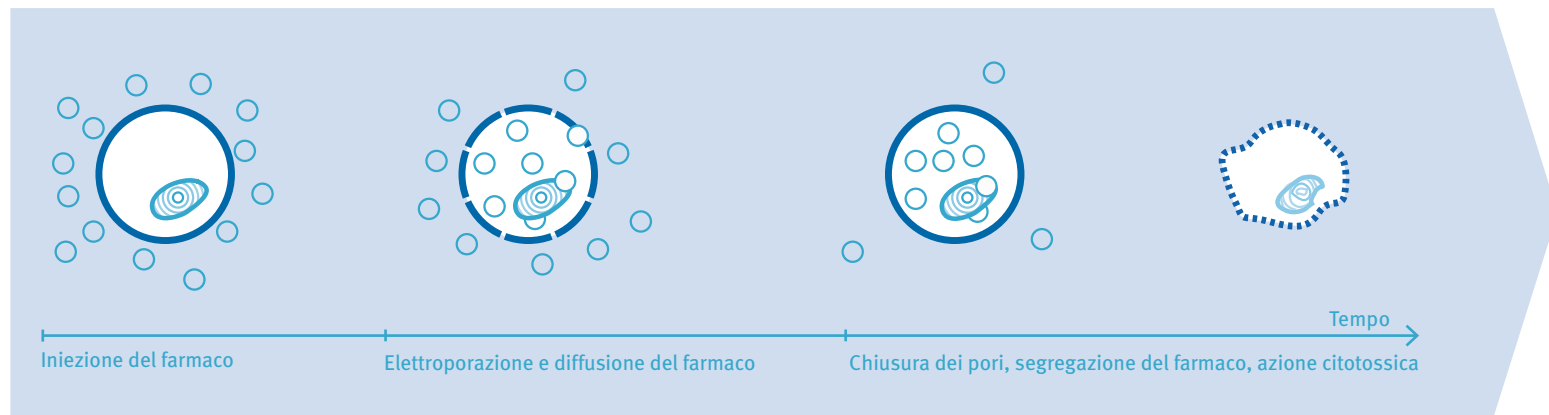 Tempo
Iniezione del farmaco
Elettroporazione e diffusione del farmaco
Chiusura dei pori, segregazione del farmaco, azione citotossica